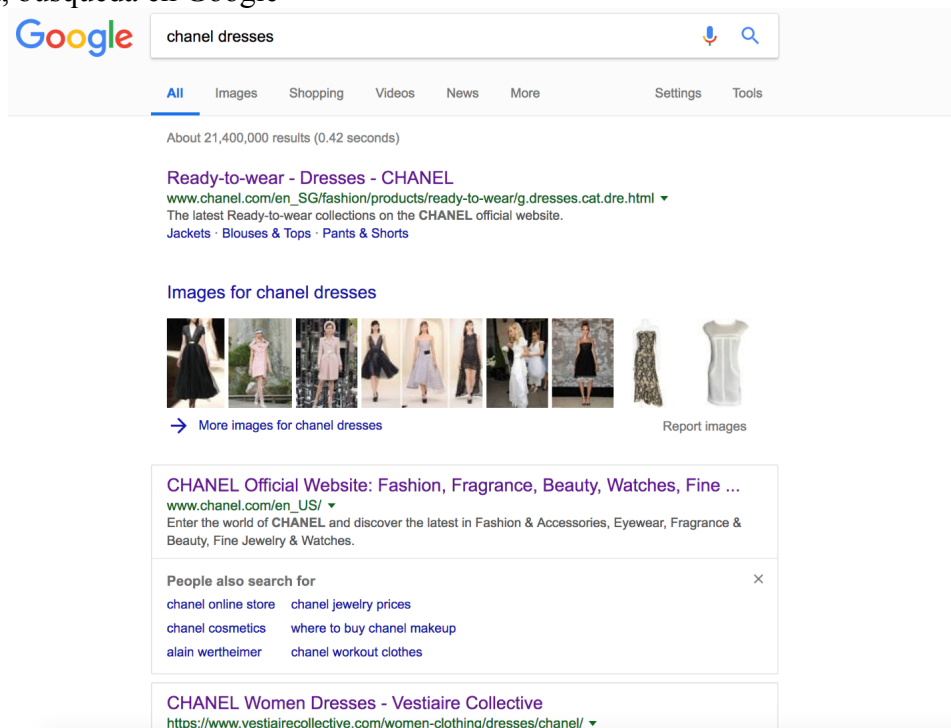 búsqueda en Google
Google
chanel dresses
All Images Shopping Videos News More Settings Tools
About 21,400,000 results (0.42 seconds)
Ready-to-wear - Dresses - CHANEL
www.chanel.com/en_SG/fashion/products/ready-to-wear/g.dresses.cat.dre.html
The latest Ready-to-wear collections on the CHANEL official website.
Jackets · Blouses & Tops · Pants & Shorts
Images for chanel dresses
More images for chanel dresses Report images
CHANEL Official Website: Fashion, Fragrance, Beauty, Watches, Fine ...
www.chanel.com/en_US/
Enter the world of CHANEL and discover the latest in Fashion & Accessories, Eyewear, Fragrance &
Beauty, Fine Jewelry & Watches.
People also search for
chanel online store chanel jewelry prices
chanel cosmetics where to buy chanel makeup
alain wertheimer chanel workout clothes
CHANEL Women Dresses - Vestiaire Collective
https://www.vestiairecollective.com/women-clothing/dresses/chanel/